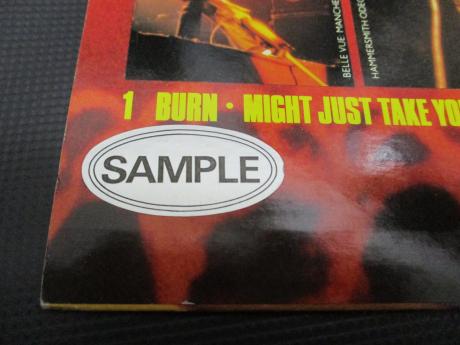 BELLE VUE MANCHE
HAMMERSMITH ODEO
1 BURN · MIGHT JUST TAKE YO
SAMPLE